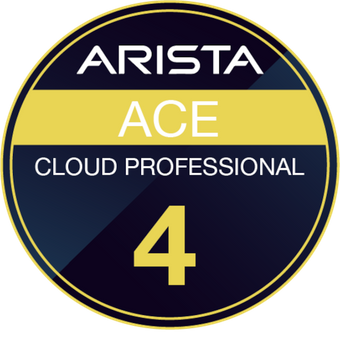 ARISTA
ACE
CLOUD PROFESSIONAL
4